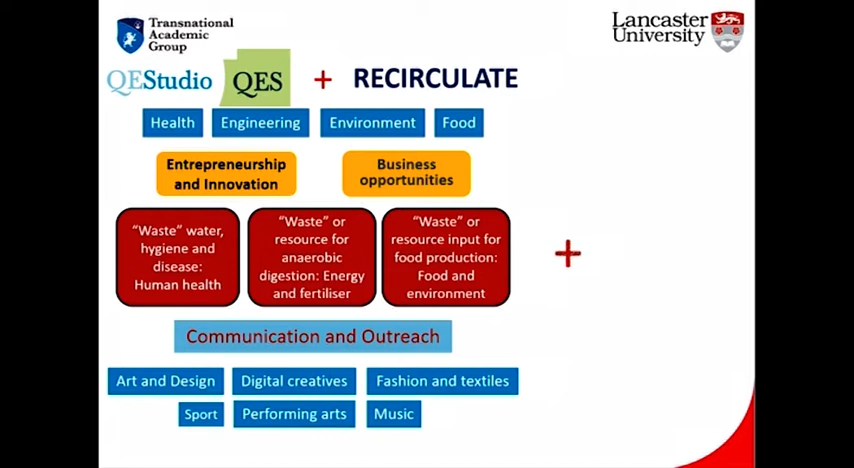 Transnational
Academic
Group
Lancaster
University
QEStudio QES + RECIRCULATE
Health Engineering Environment Food
Entrepreneurship
and Innovation
Business
opportunities
“Waste” water,
hygiene and
disease:
Human health
“Waste” or
resource for
anaerobic
digestion: Energy
and fertiliser
“Waste” or
resource input for
food production:
Food and
environment
+
Communication and Outreach
Art and Design Digital creatives Fashion and textiles
Sport Performing arts Music